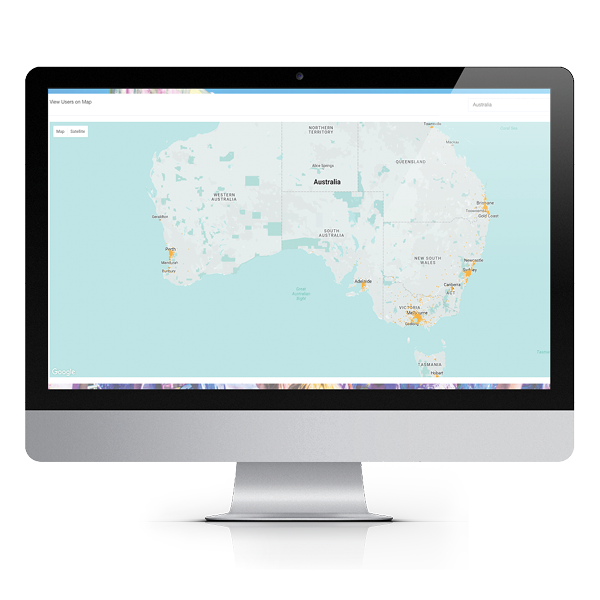 View Users on Map
Australia
Map Satellite
NORTHERN
TERRITORY
Townsville
Mackay
Alice Springs
QUEENSLAND
Australia
WESTERN
AUSTRALIA
Brisbane
Toowoomba
Gold Coast
Geraldton
SOUTH
AUSTRALIA
Perth
Mandurah
Bunbury
NEW SOUTH
WALES
Newcastle
Sydney
Adelaide
Canberra
ACT
Great
Australian
Bight
VICTORIA
Melbourne
Geelong
TASMANIA
Hobart
Google